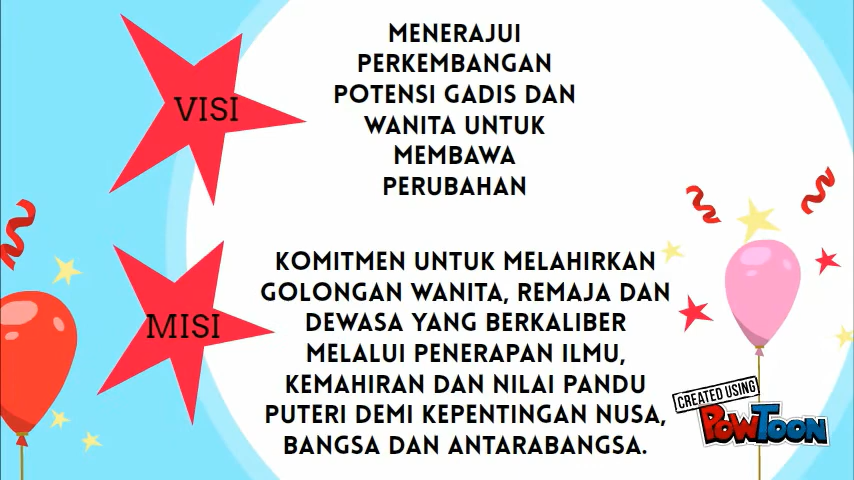 VISI
MENERAJUI
PERKEMBANGAN
POTENSI GADIS DAN
WANITA UNTUK
MEMBAWA
PERUBAHAN
MISI
KOMITMEN UNTUK MELAHIRKAN
GOLONGAN WANITA, REMAJA DAN
DEWASA YANG BERKALIBER
MELALUI PENERAPAN ILMU,
KEMAHIRAN DAN NILAI PANDU
PUTERI DEMI KEPENTINGAN NUSA,
BANGSA DAN ANTARABANGSA.
CREATED USING
POWTOON